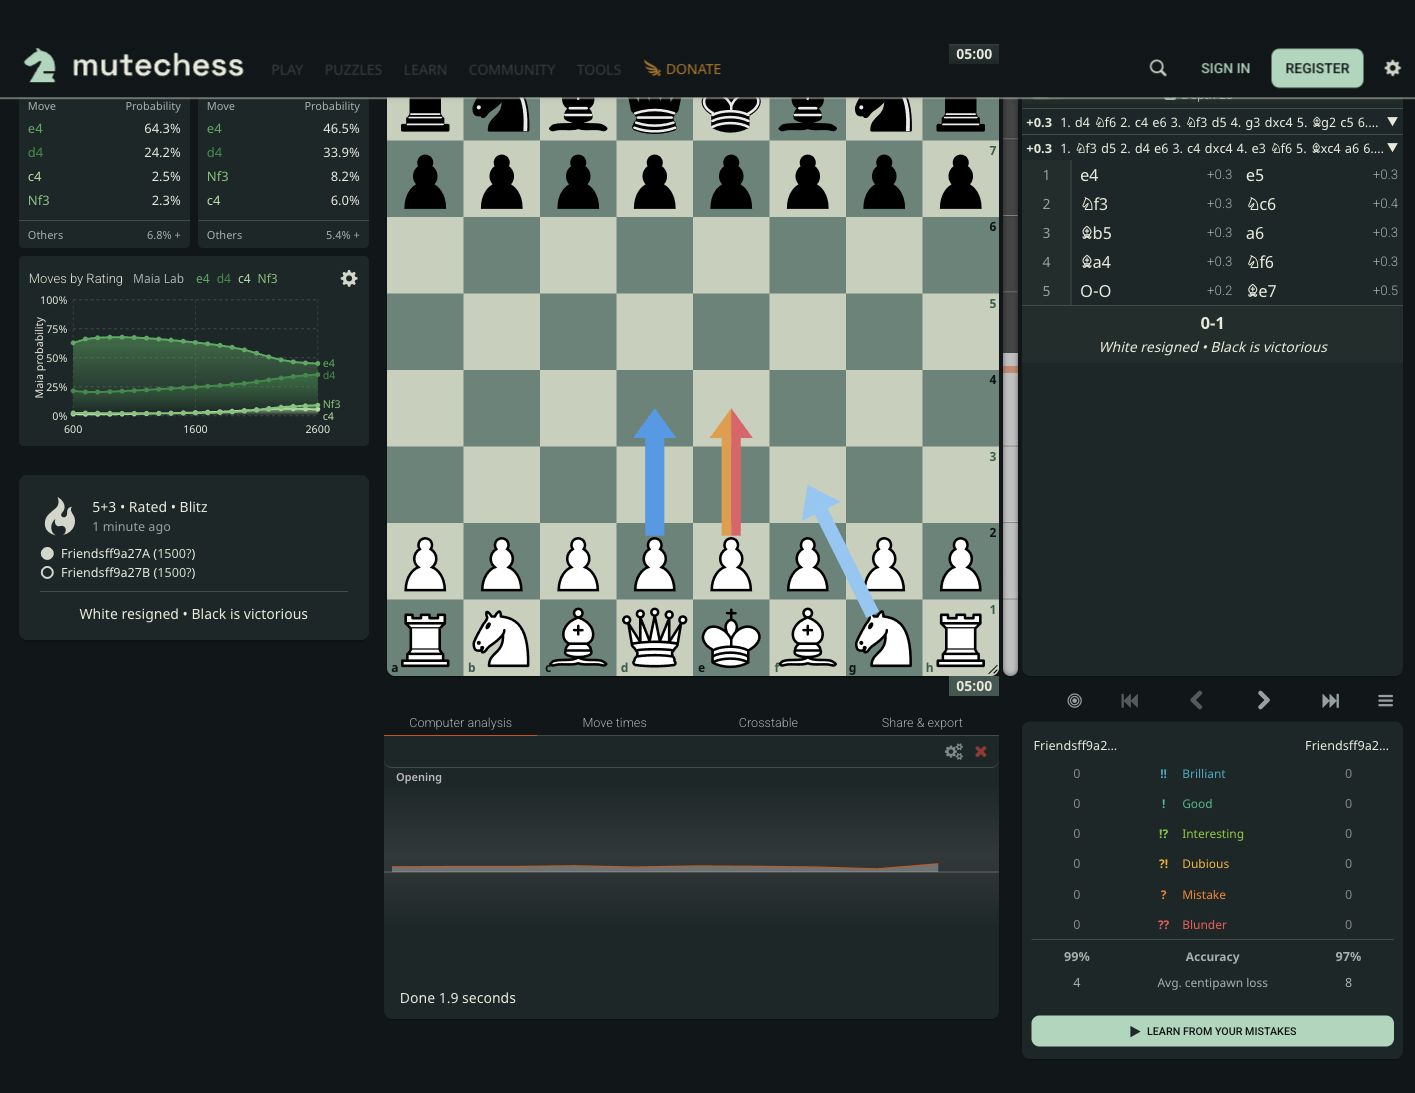 mutechess PLAY PUZZLES LEARN COMMUNITY TOOLS DONATE 05:00 SIGN IN REGISTER
Move Probability
e4 64.3%
d4 24.2%
c4 2.5%
Nf3 2.3%
Others 6.8% +
Move Probability
e4 46.5%
d4 33.9%
Nf3 8.2%
c4 6.0%
Others 5.4% +
Moves by Rating Maia Lab e4 d4 c4 Nf3
Maia probability
100%
75%
50%
25%
0%
600 1600 2600
e4
d4
Nf3
c4
5+3 • Rated • Blitz
1 minute ago
Friendsff9a27A (1500?)
Friendsff9a27B (1500?)
White resigned • Black is victorious
7
6
5
4
3
2
1
a b c d e f g h
05:00
Computer analysis Move times Crosstable Share & export
Opening
Done 1.9 seconds
+0.3 1. d4 ♘f6 2. c4 e6 3. ♘f3 d5 4. g3 dxc4 5. ♗g2 c5 6....
+0.3 1. ♘f3 d5 2. d4 e6 3. c4 dxc4 4. e3 ♘f6 5. ♗xc4 a6 6....
1 e4 +0.3 e5 +0.3
2 ♘f3 +0.3 ♘c6 +0.4
3 ♗b5 +0.3 a6 +0.3
4 ♗a4 +0.3 ♘f6 +0.3
5 O-O +0.2 ♗e7 +0.5
0-1
White resigned • Black is victorious
Friendsff9a2... Friendsff9a2...
0 !! Brilliant 0
0 ! Good 0
0 !? Interesting 0
0 ?! Dubious 0
0 ? Mistake 0
0 ?? Blunder 0
99% Accuracy 97%
4 Avg. centipawn loss 8
LEARN FROM YOUR MISTAKES